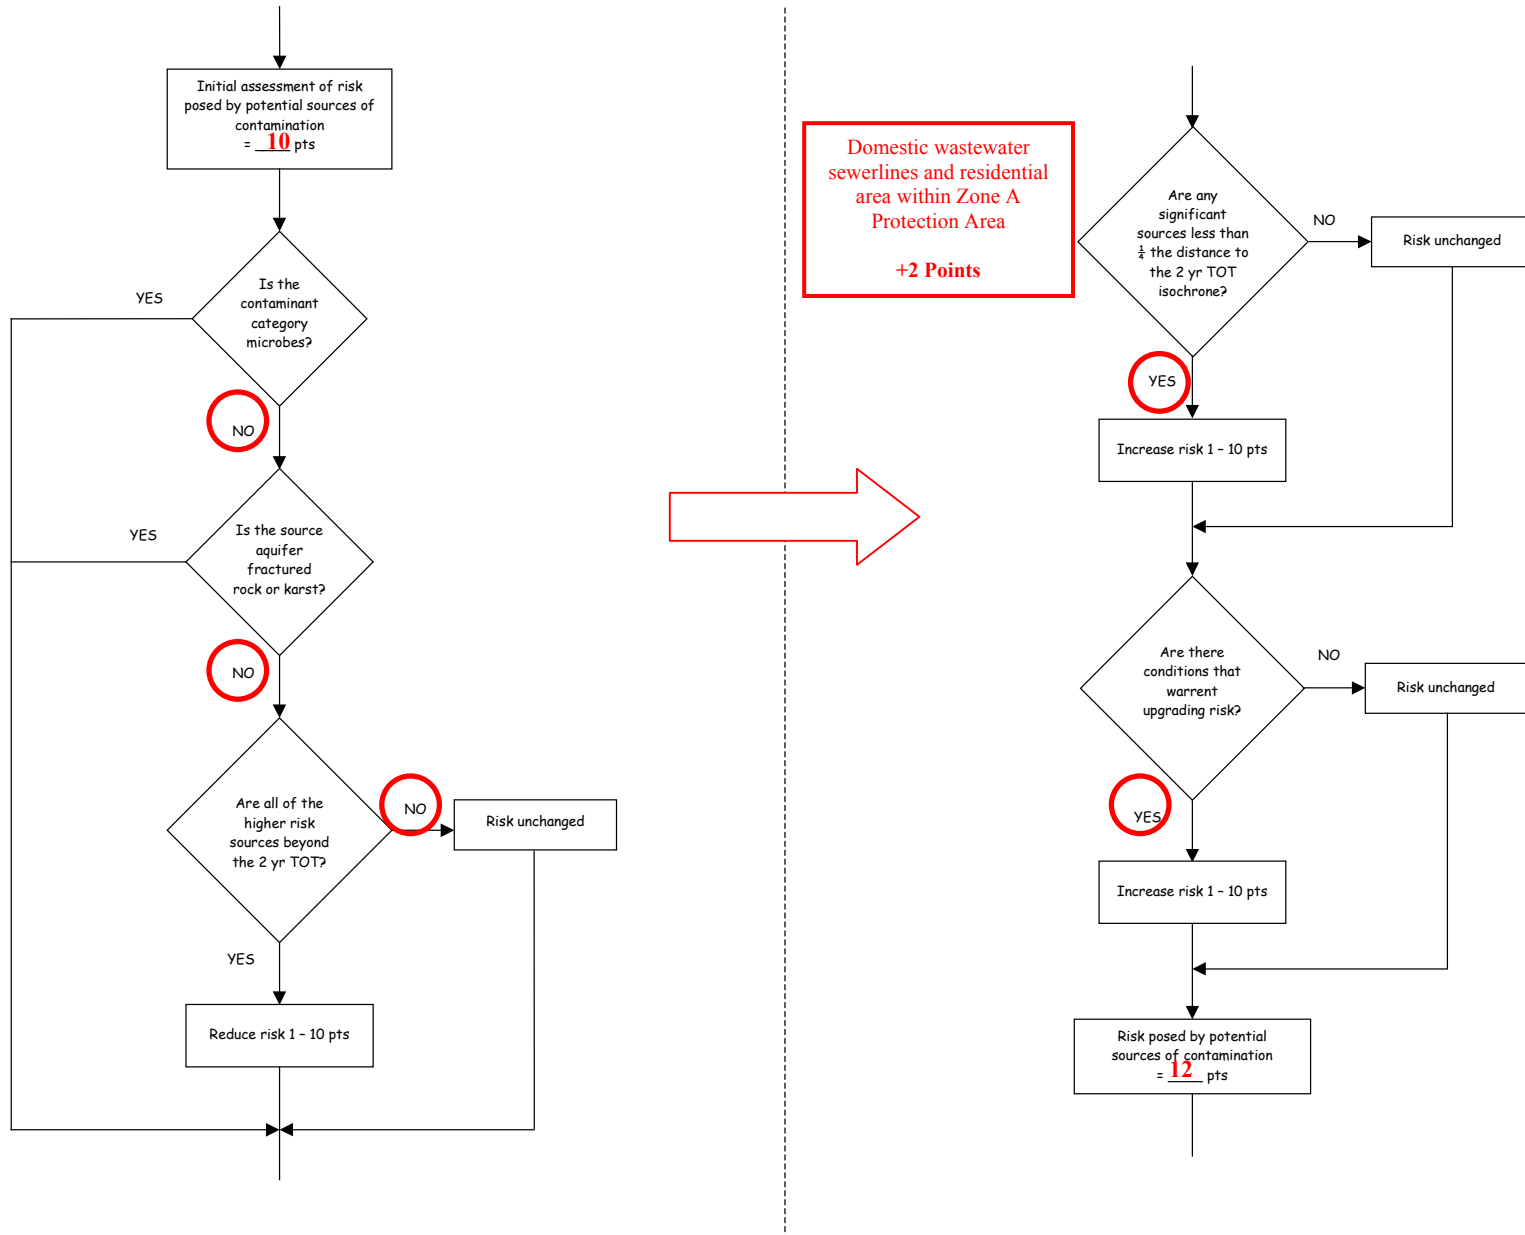 Initial assessment of risk
posed by potential sources of
contamination
= 10 pts
Is the
contaminant
category
microbes?
YES
NO
Is the source
aquifer
fractured
rock or karst?
YES
NO
Are all of the
higher risk
sources beyond
the 2 yr TOT?
NO
Risk unchanged
YES
Reduce risk 1 – 10 pts
Domestic wastewater
sewerlines and residential
area within Zone A
Protection Area
+2 Points
Are any
significant
sources less than
¼ the distance to
the 2 yr TOT
isochrone?
NO
Risk unchanged
YES
Increase risk 1 – 10 pts
Are there
conditions that
warrent
upgrading risk?
NO
Risk unchanged
YES
Increase risk 1 – 10 pts
Risk posed by potential
sources of contamination
= 12 pts